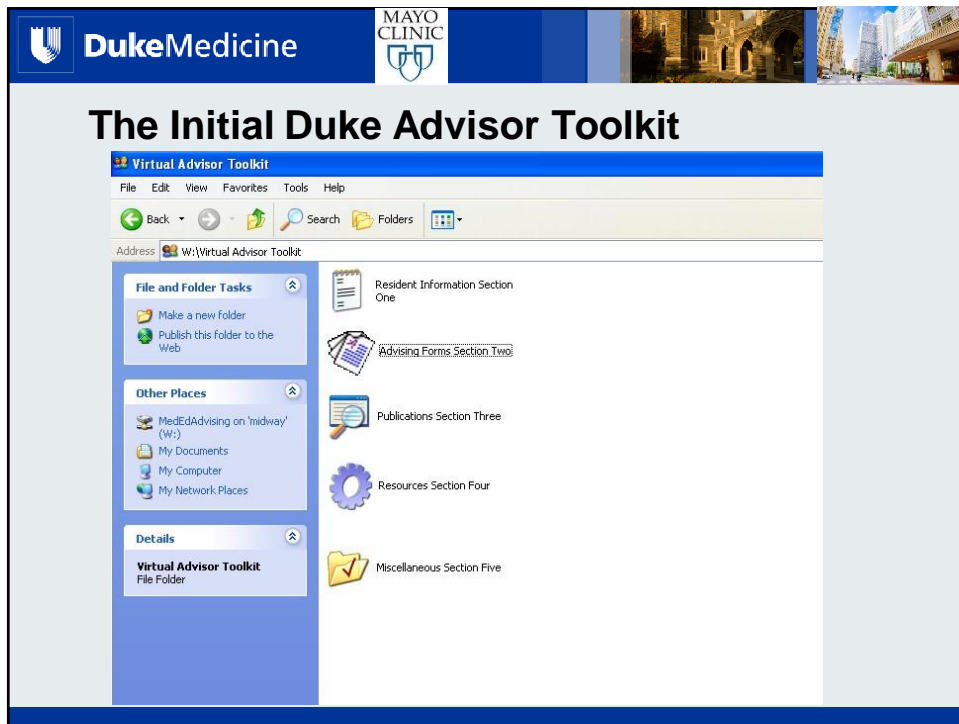 DukeMedicine
MAYO
CLINIC
The Initial Duke Advisor Toolkit
Virtual Advisor Toolkit
File Edit View Favorites Tools Help
Back Search Folders
Address W:\Virtual Advisor Toolkit
File and Folder Tasks
Make a new folder
Publish this folder to the
Web
Other Places
MedEdAdvising on 'midway'
(W:)
My Documents
My Computer
My Network Places
Details
Virtual Advisor Toolkit
File Folder
Resident Information Section
One
Advising Forms Section Two
Publications Section Three
Resources Section Four
Miscellaneous Section Five